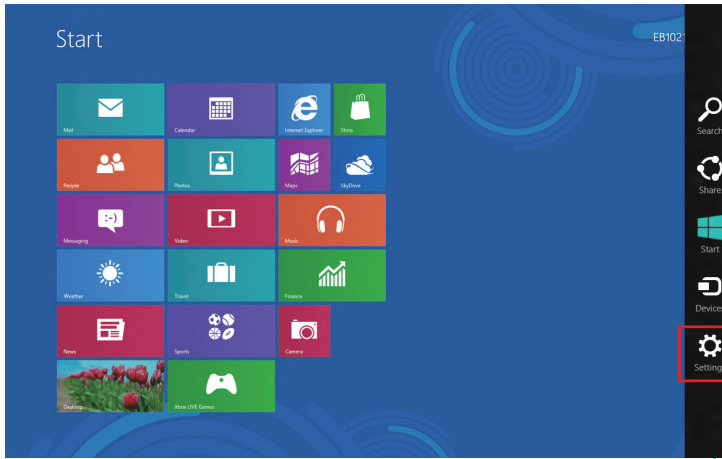 Start
EB1021
Mail
Calendar
Internet Explorer
Store
People
Photos
Maps
SkyDrive
Messaging
:-)
Video
Music
Weather
Travel
Finance
News
Sports
Camera
Desktop
Xbox LIVE Games
Search
Share
Start
Device
Setting